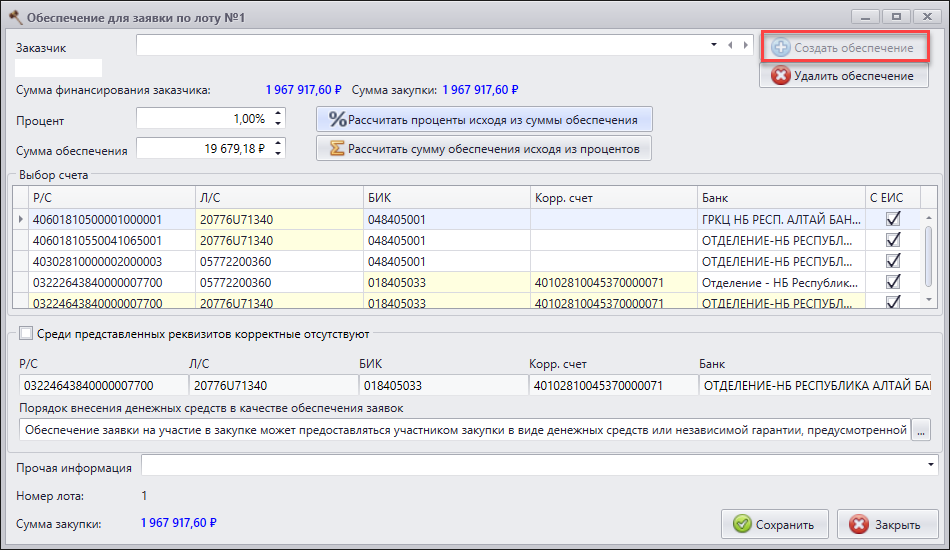 Обеспечение для заявки по лоту №1
Заказчик
Создать обеспечение
Удалить обеспечение
Сумма финансирования заказчика: 1 967 917,60 ₽ Сумма закупки: 1 967 917,60 ₽
Процент 1,00% % Рассчитать проценты исходя из суммы обеспечения
Сумма обеспечения 19 679,18 ₽ Σ Рассчитать сумму обеспечения исходя из процентов
Выбор счета
Р/С Л/С БИК Корр. счет Банк С ЕИС
40601810500001000001 20776U71340 048405001 ГРКЦ НБ РЕСП. АЛТАЙ БАН...
40601810550041065001 20776U71340 048405001 ОТДЕЛЕНИЕ-НБ РЕСПУБЛ...
40302810000002000003 05772200360 048405001 ОТДЕЛЕНИЕ-НБ РЕСПУБЛ...
03222643840000007700 05772200360 018405033 40102810045370000071 Отделение - НБ Республик...
03224643840000007700 20776U71340 018405033 40102810045370000071 ОТДЕЛЕНИЕ-НБ РЕСПУБЛ...
Среди представленных реквизитов корректные отсутствуют
Р/С Л/С БИК Корр. счет Банк
03224643840000007700 20776U71340 018405033 40102810045370000071 ОТДЕЛЕНИЕ-НБ РЕСПУБЛИКА АЛТАЙ БАН
Порядок внесения денежных средств в качестве обеспечения заявок
Обеспечение заявки на участие в закупке может предоставляться участником закупки в виде денежных средств или независимой гарантии, предусмотренной ...
Прочая информация
Номер лота: 1
Сумма закупки: 1 967 917,60 ₽
Сохранить Закрыть